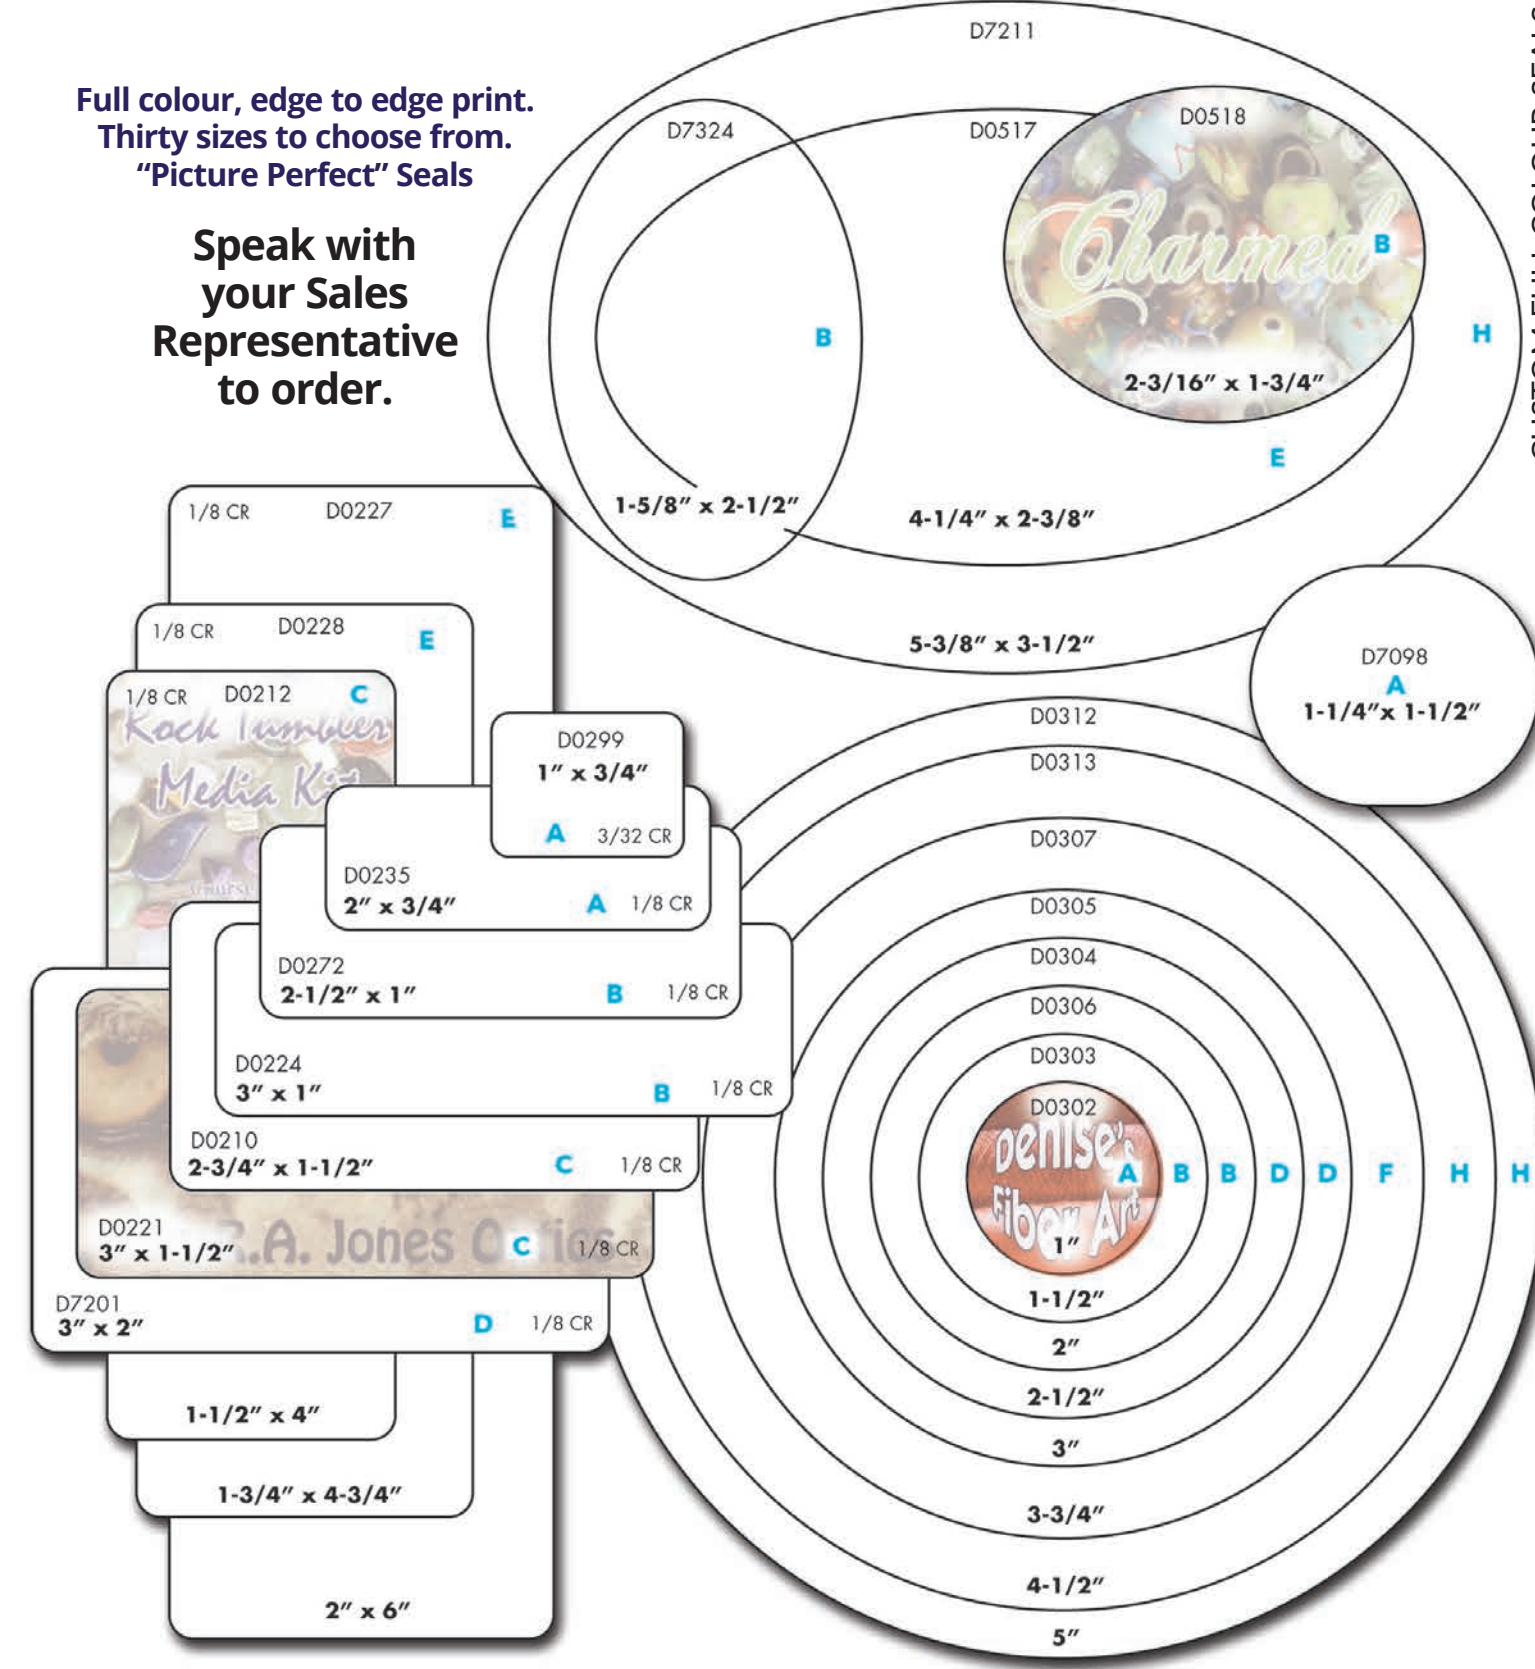 Full colour, edge to edge print.
Thirty sizes to choose from.
“Picture Perfect” Seals
Speak with
your Sales
Representative
to order.
D7211
D7324
D0517
D0518
Charmed
B
B
H
2-3/16″ x 1-3/4″
E
1-5/8″ x 2-1/2″
4-1/4″ x 2-3/8″
5-3/8″ x 3-1/2″
D7098
A
1-1/4″x 1-1/2″
1/8 CR D0227 E
1/8 CR D0228 E
1/8 CR D0212 C
Rock Tumbler
Media Kit
D0299
1″ x 3/4″
A 3/32 CR
D0235
2″ x 3/4″ A 1/8 CR
D0272
2-1/2″ x 1″ B 1/8 CR
D0224
3″ x 1″ B 1/8 CR
D0210
2-3/4″ x 1-1/2″ C 1/8 CR
D0221
3″ x 1-1/2″ C 1/8 CR
.A. Jones Optics
D7201
3″ x 2″ D 1/8 CR
1-1/2″ x 4″
1-3/4″ x 4-3/4″
2″ x 6″
D0312
D0313
D0307
D0305
D0304
D0306
D0303
D0302
Denise's
Fiber Art
A B B D D F H H
1″
1-1/2″
2″
2-1/2″
3″
3-3/4″
4-1/2″
5″